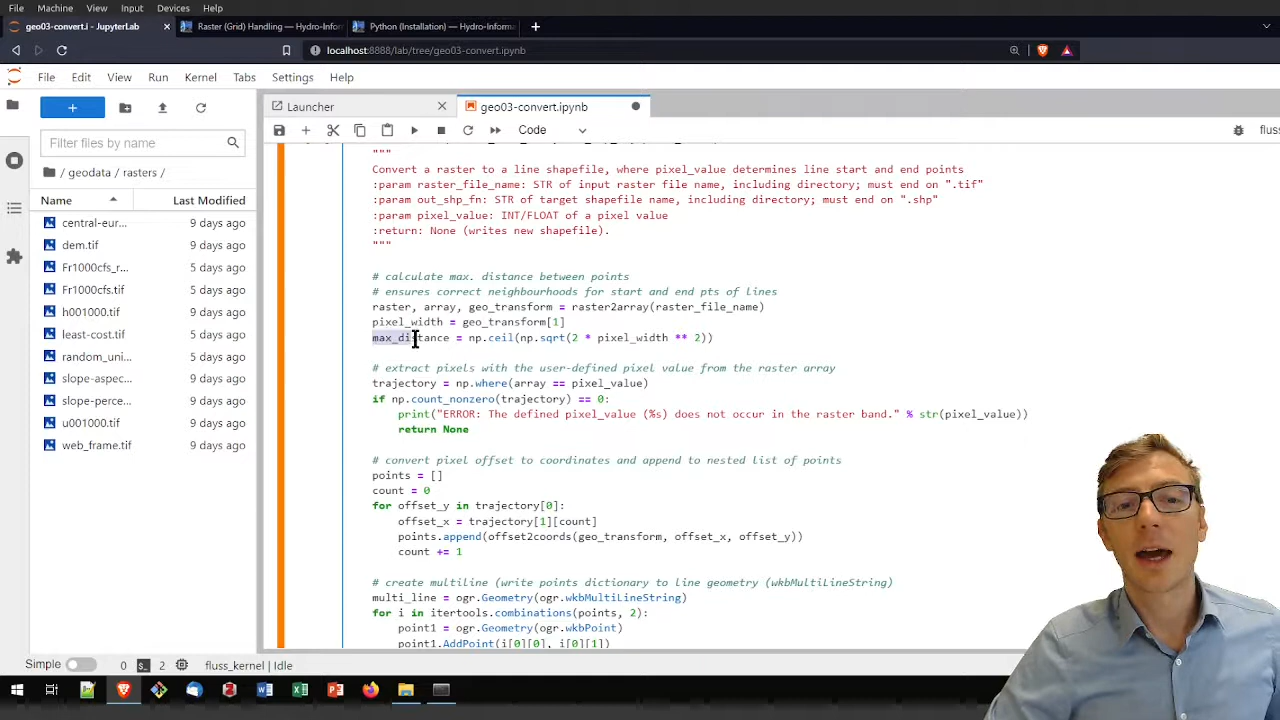 File Machine View Input Devices Help
geo03-convert.i - JupyterLab
Raster (Grid) Handling — Hydro-Infor
Python (Installation) — Hydro-Informa
localhost:8888/lab/tree/geo03-convert.ipynb
File Edit View Run Kernel Tabs Settings Help
Launcher
geo03-convert.ipynb
Code
fluss
Filter files by name
/ geodata / rasters /
Name Last Modified
central-eur... 9 days ago
dem.tif 9 days ago
Fr1000cfs_r... 5 days ago
Fr1000cfs.tif 5 days ago
h001000.tif 9 days ago
least-cost.tif 5 days ago
random_uni... 9 days ago
slope-aspec... 9 days ago
slope-perce... 9 days ago
u001000.tif 9 days ago
web_frame.tif 9 days ago
"""
Convert a raster to a line shapefile, where pixel_value determines line start and end points
:param raster_file_name: STR of input raster file name, including directory; must end on ".tif"
:param out_shp_fn: STR of target shapefile name, including directory; must end on ".shp"
:param pixel_value: INT/FLOAT of a pixel value
:return: None (writes new shapefile).
"""
# calculate max. distance between points
# ensures correct neighbourhoods for start and end pts of lines
raster, array, geo_transform = raster2array(raster_file_name)
pixel_width = geo_transform[1]
max_distance = np.ceil(np.sqrt(2 * pixel_width ** 2))
# extract pixels with the user-defined pixel value from the raster array
trajectory = np.where(array == pixel_value)
if np.count_nonzero(trajectory) == 0:
print("ERROR: The defined pixel_value (%s) does not occur in the raster band." % str(pixel_value))
return None
# convert pixel offset to coordinates and append to nested list of points
points = []
count = 0
for offset_y in trajectory[0]:
offset_x = trajectory[1][count]
points.append(offset2coords(geo_transform, offset_x, offset_y))
count += 1
# create multiline (write points dictionary to line geometry (wkbMultiLineString)
multi_line = ogr.Geometry(ogr.wkbMultiLineString)
for i in itertools.combinations(points, 2):
point1 = ogr.Geometry(ogr.wkbPoint)
point1.AddPoint(i[0][0], i[0][1])
Simple 0 2 fluss_kernel | Idle